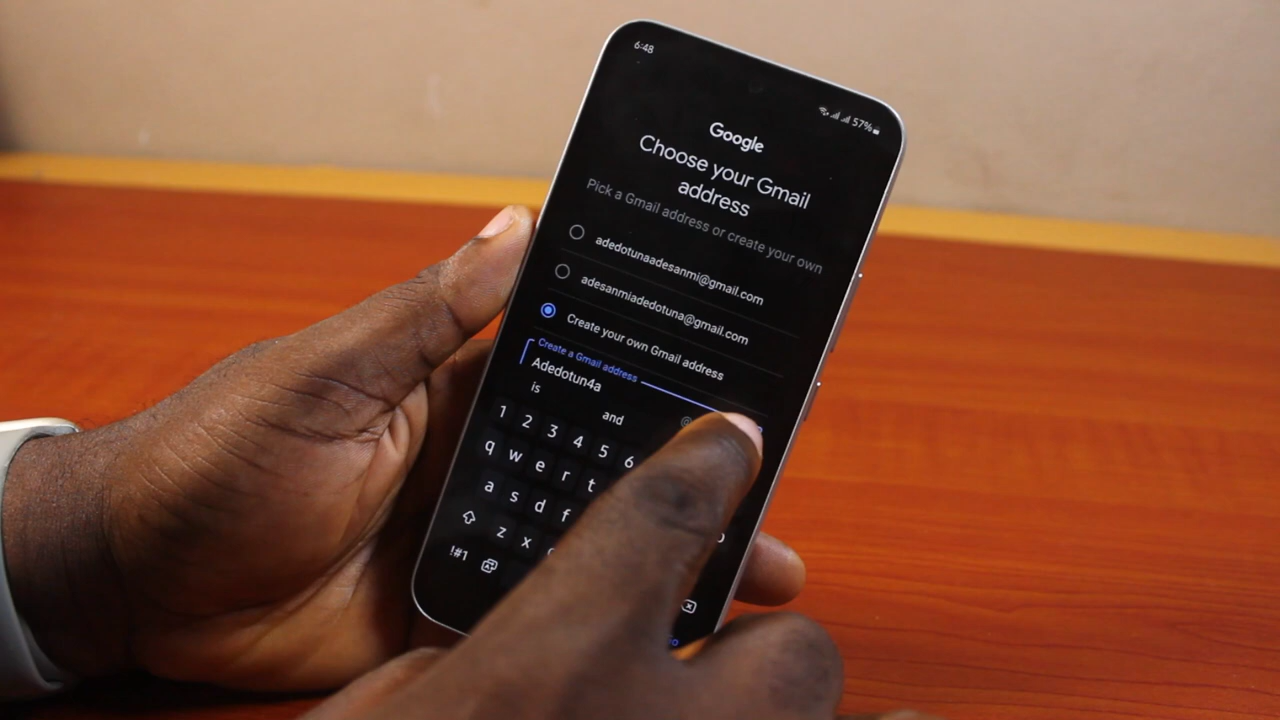 6:48
57%
Google
Choose your Gmail
address
Pick a Gmail address or create your own
adedotunaadesanmi@gmail.com
adesanmiadedotuna@gmail.com
Create your own Gmail address
Create a Gmail address
Adedotun4a
is and
1 2 3 4 5 6
q w e r t
a s d f
z x
!#1